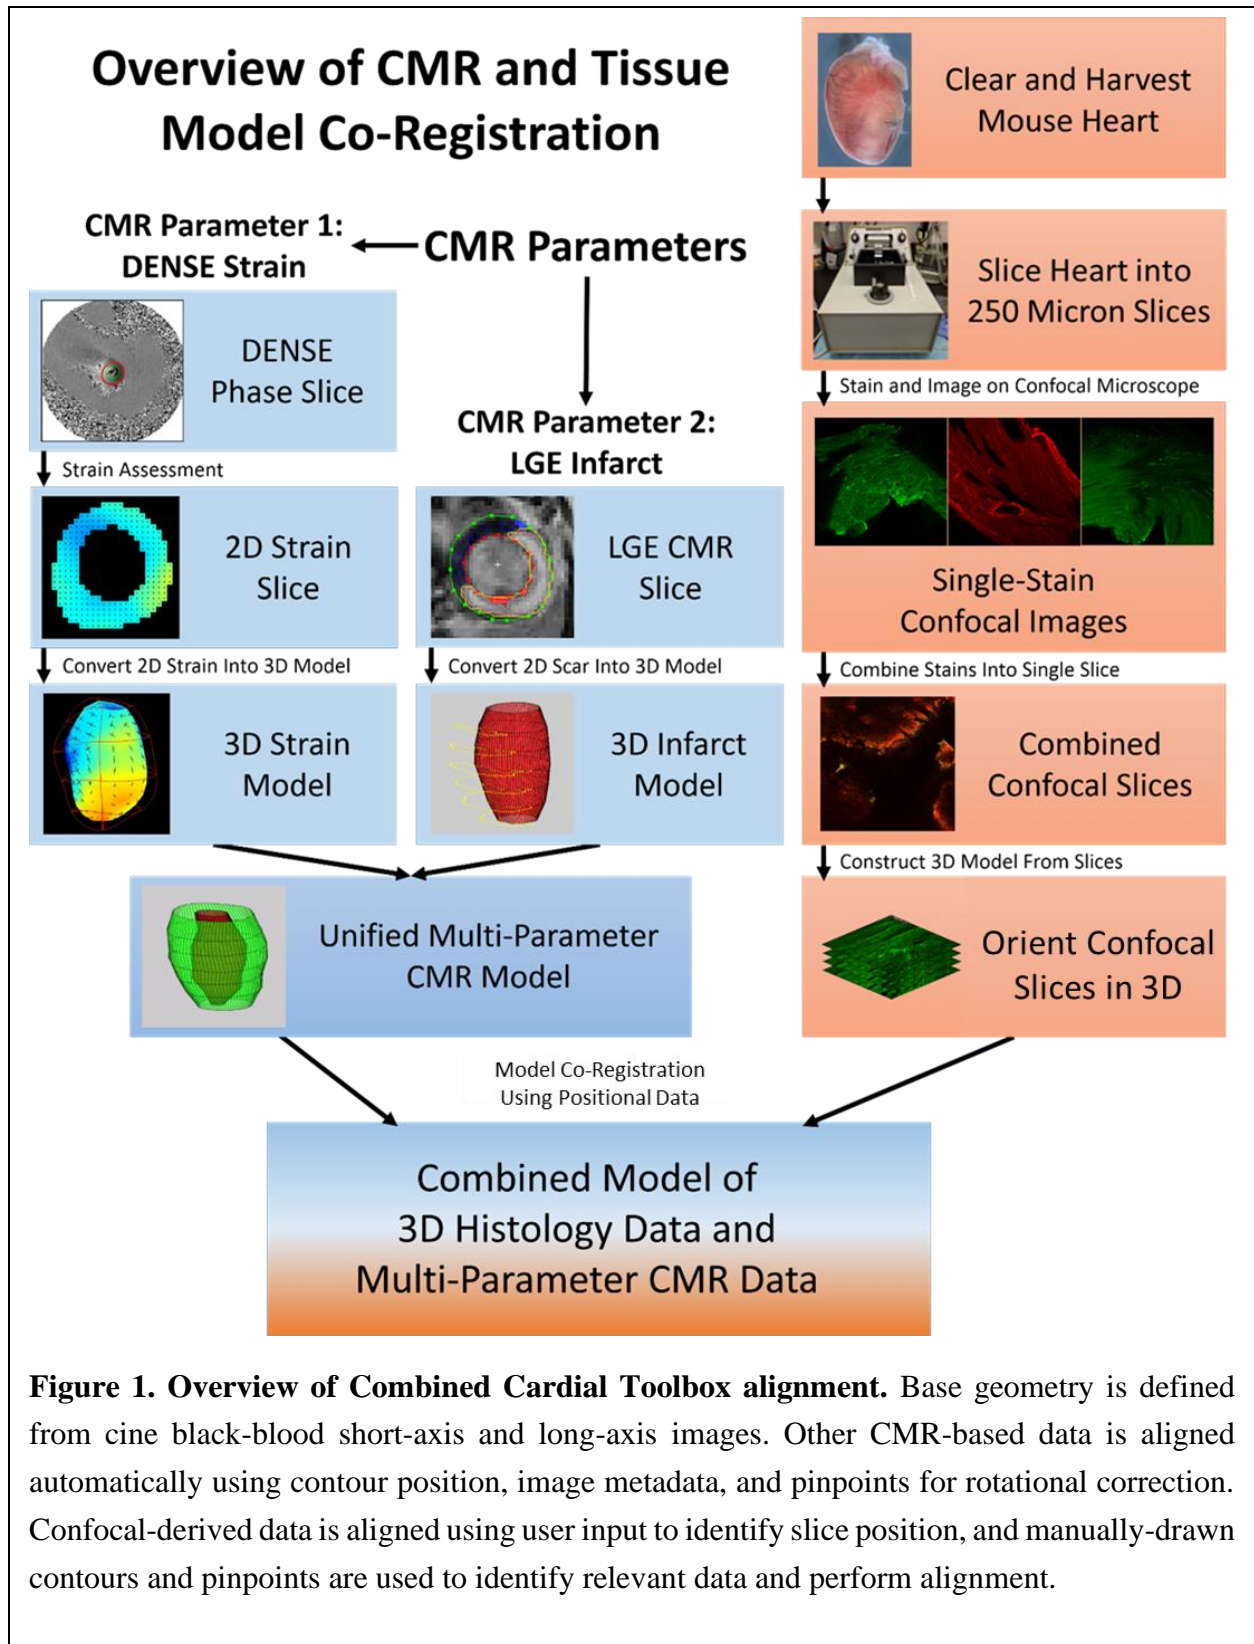 Overview of CMR and Tissue
Model Co-Registration
CMR Parameters
CMR Parameter 1:
DENSE Strain
DENSE
Phase Slice
Strain Assessment
2D Strain
Slice
Convert 2D Strain Into 3D Model
3D Strain
Model
CMR Parameter 2:
LGE Infarct
LGE CMR
Slice
Convert 2D Scar Into 3D Model
3D Infarct
Model
Unified Multi-Parameter
CMR Model
Clear and Harvest
Mouse Heart
Slice Heart into
250 Micron Slices
Stain and Image on Confocal Microscope
Single-Stain
Confocal Images
Combine Stains Into Single Slice
Combined
Confocal Slices
Construct 3D Model From Slices
Orient Confocal
Slices in 3D
Model Co-Registration
Using Positional Data
Combined Model of
3D Histology Data and
Multi-Parameter CMR Data
Figure 1. Overview of Combined Cardial Toolbox alignment. Base geometry is defined
from cine black-blood short-axis and long-axis images. Other CMR-based data is aligned
automatically using contour position, image metadata, and pinpoints for rotational correction.
Confocal-derived data is aligned using user input to identify slice position, and manually-drawn
contours and pinpoints are used to identify relevant data and perform alignment.